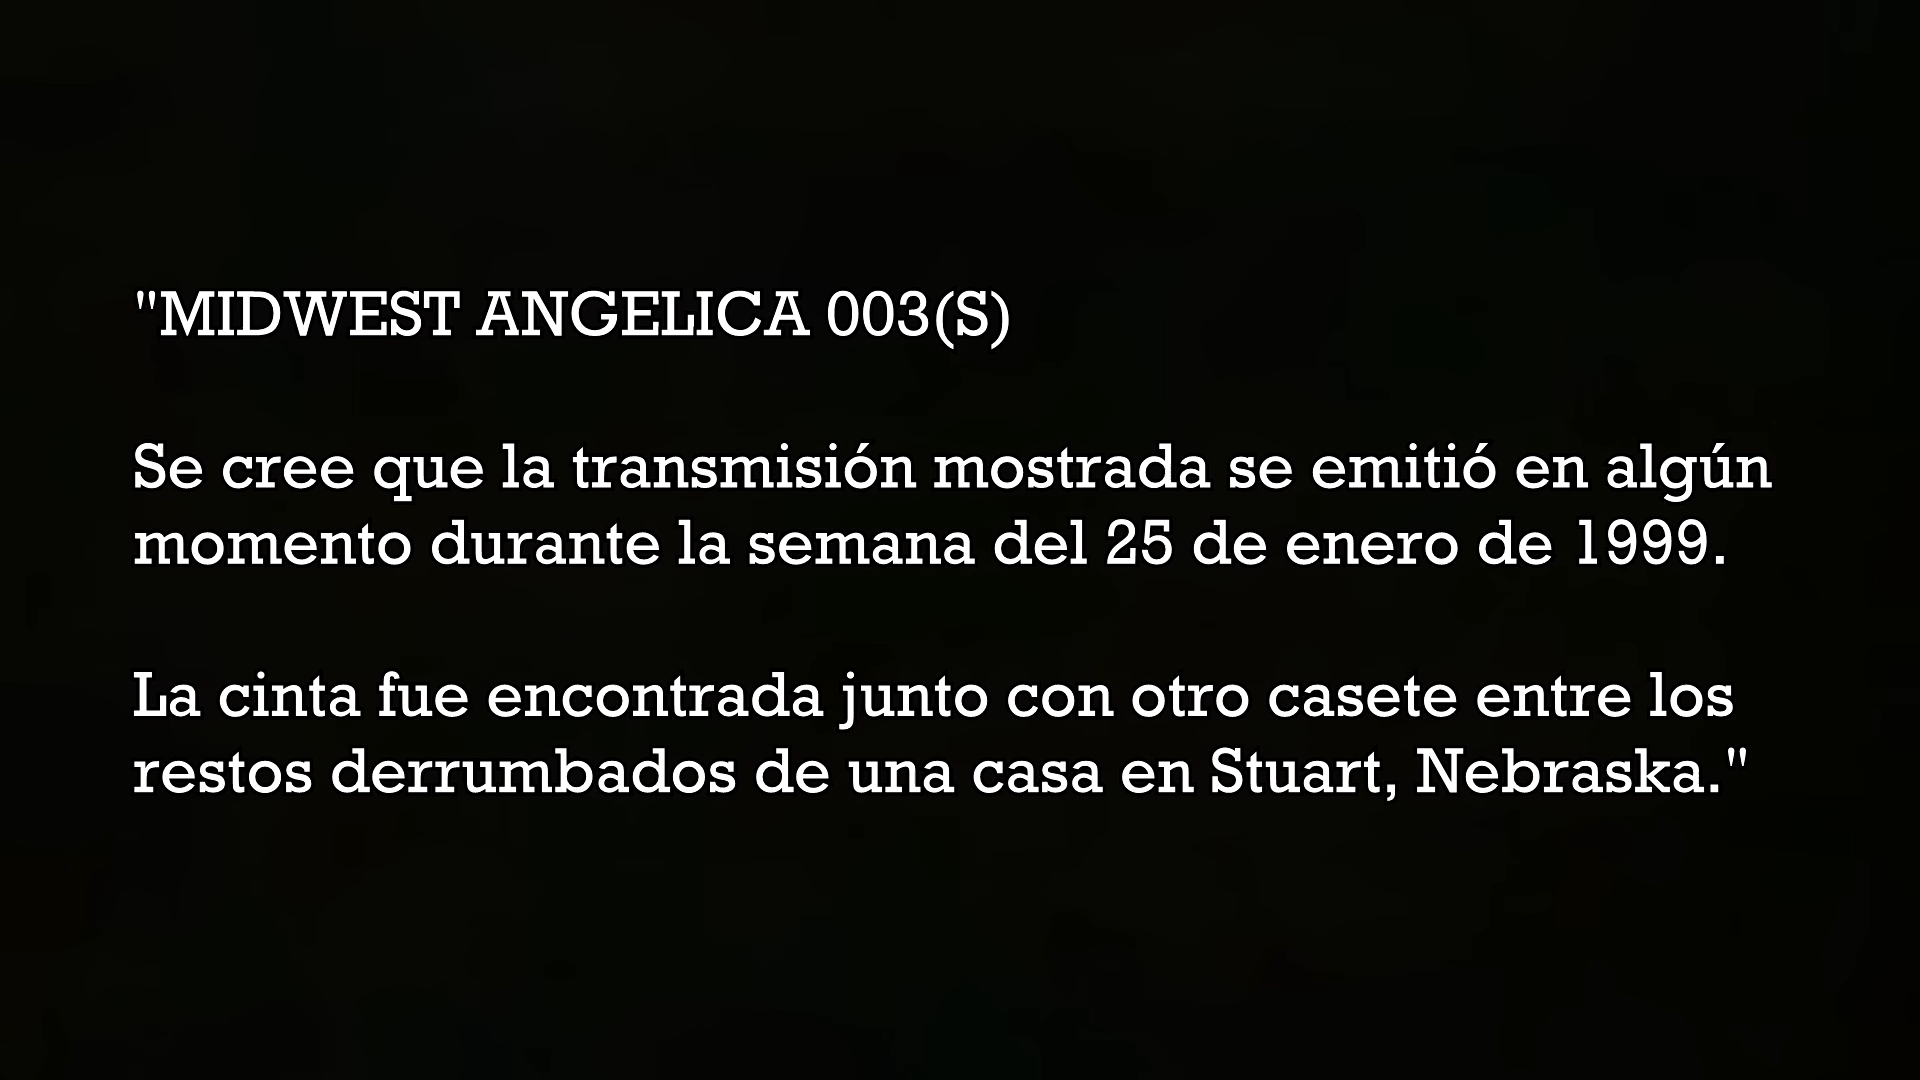 "MIDWEST ANGELICA 003(S)
Se cree que la transmisión mostrada se emitió en algún
momento durante la semana del 25 de enero de 1999.
La cinta fue encontrada junto con otro casete entre los
restos derrumbados de una casa en Stuart, Nebraska."